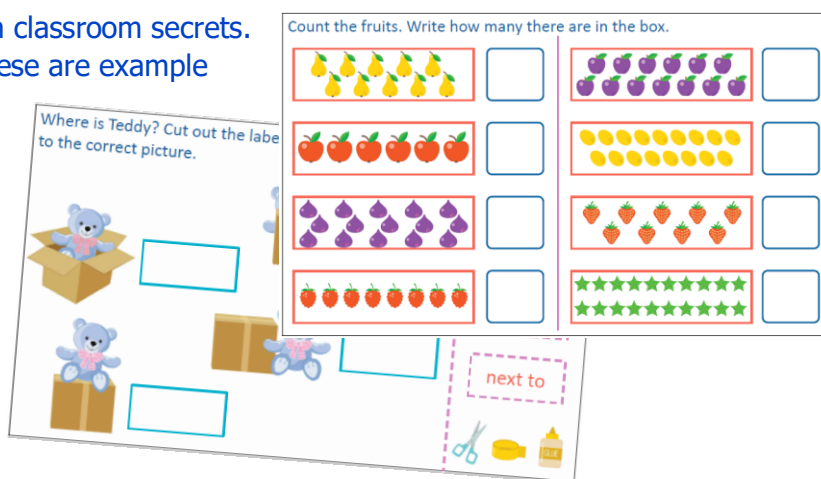 n classroom secrets.
ese are example
Count the fruits. Write how many there are in the box.
Where is Teddy? Cut out the labe
to the correct picture.
next to
GLUE